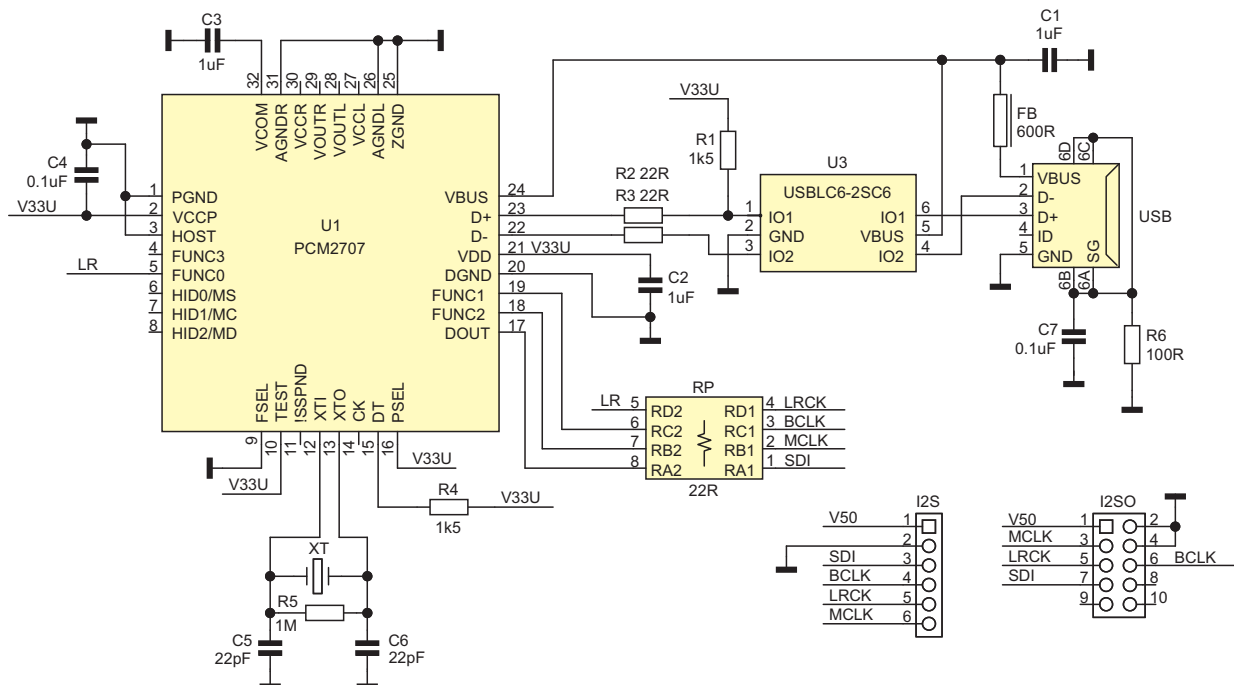 C3
1uF
32
31
30
29
28
27
26
25
VCOM
AGNDR
VCCR
VOUTR
VOUTL
VCCL
AGNDL
ZGND
C4
0.1uF
V33U
LR
1
2
3
4
5
6
7
8
PGND
VCCP
HOST
FUNC3
FUNC0
HID0/MS
HID1/MC
HID2/MD
U1
PCM2707
VBUS
D+
D-
VDD
DGND
FUNC1
FUNC2
DOUT
24
23
22
21
20
19
18
17
FSEL
TEST
!SSPND
XTI
XTO
CK
DT
PSEL
9
10
11
12
13
14
15
16
V33U
V33U
R4
1k5
V33U
XT
R5
1M
C5
22pF
C6
22pF
V33U
C2
1uF
R2 22R
R3 22R
V33U
R1
1k5
U3
USBLC6-2SC6
1
2
3
IO1
GND
IO2
IO1
VBUS
IO2
6
5
4
C1
1uF
FB
600R
6D
6C
1
2
3
4
5
VBUS
D-
D+
ID
GND
SG
6B
6A
USB
C7
0.1uF
R6
100R
RP
LR
5
6
7
8
RD2
RC2
RB2
RA2
RD1
RC1
RB1
RA1
4
3
2
1
LRCK
BCLK
MCLK
SDI
22R
I2S
V50
SDI
BCLK
LRCK
MCLK
1
2
3
4
5
6
I2SO
V50
MCLK
LRCK
SDI
1
3
5
7
9
2
4
6
8
10
BCLK